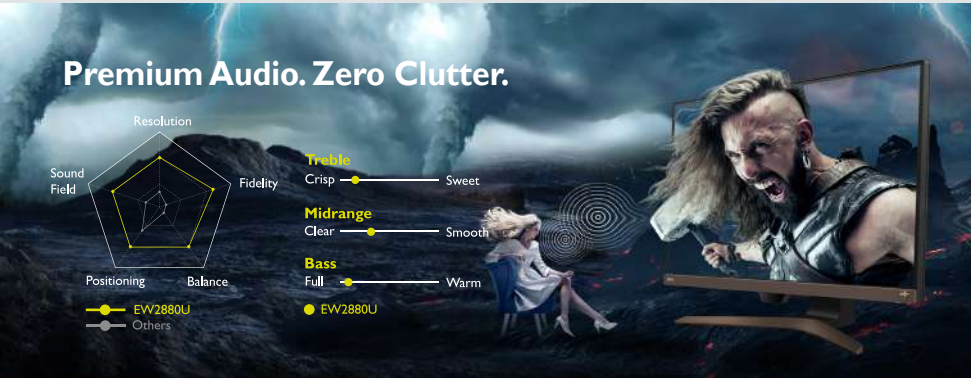 Premium Audio. Zero Clutter.
Resolution
Sound
Field
Fidelity
Positioning
Balance
EW2880U
Others
Treble
Crisp
Sweet
Midrange
Clear
Smooth
Bass
Full
Warm
EW2880U